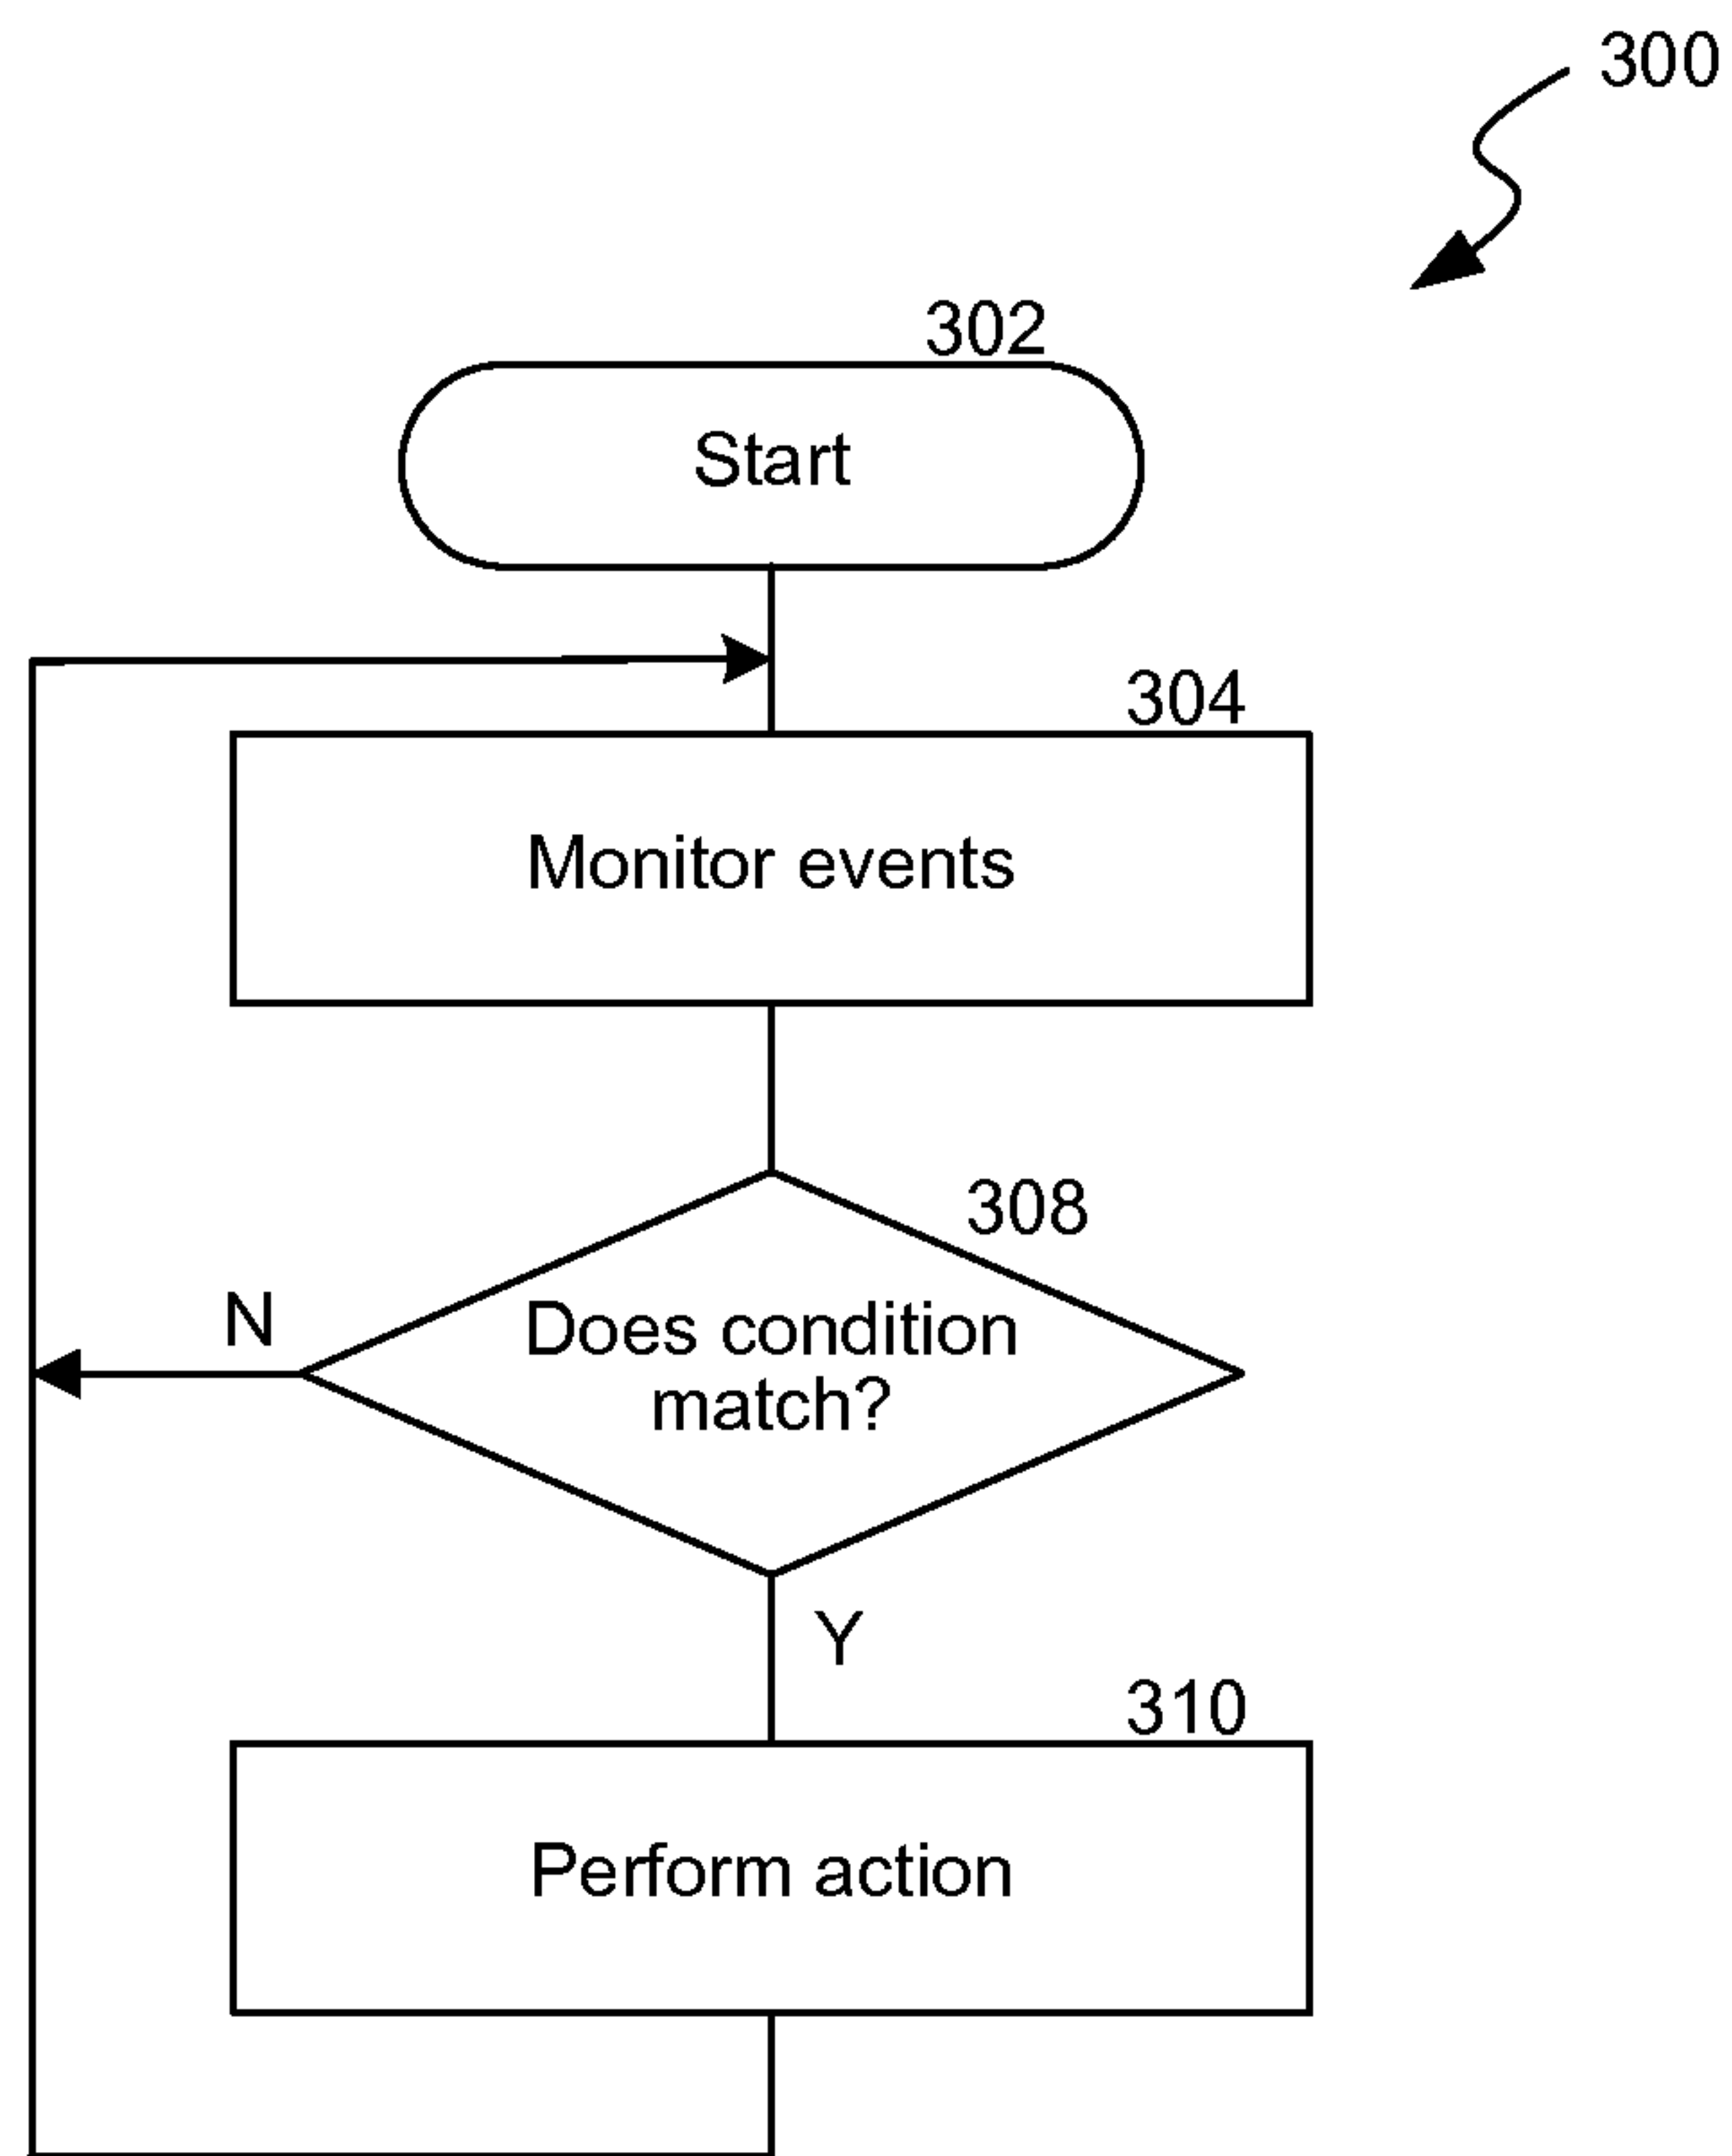 300
302
Start
304
Monitor events
308
Does condition
match?
N
Y
310
Perform action